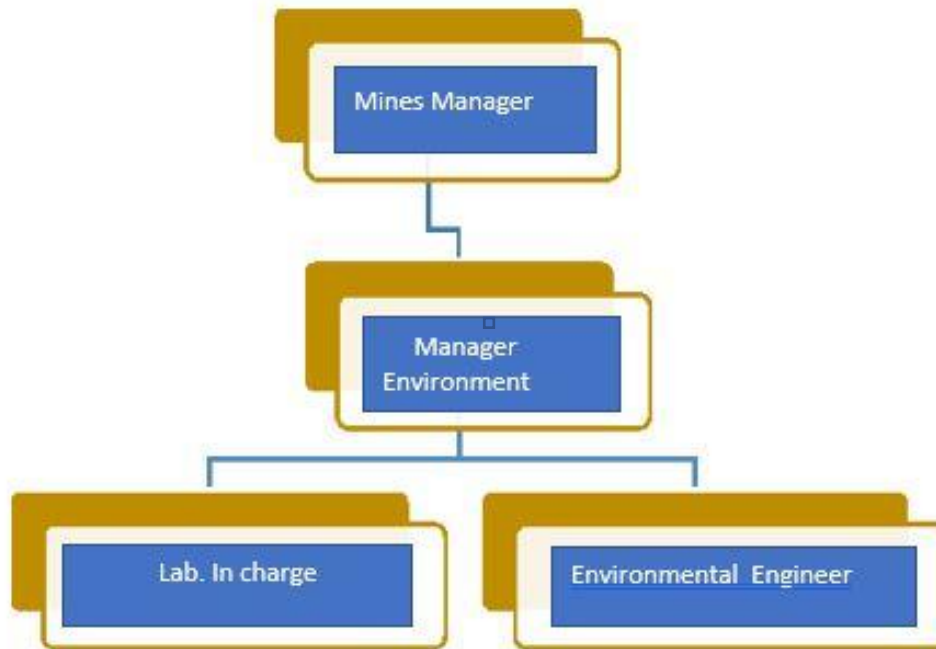 Mines Manager
Manager
Environment
Lab. In charge
Environmental Engineer